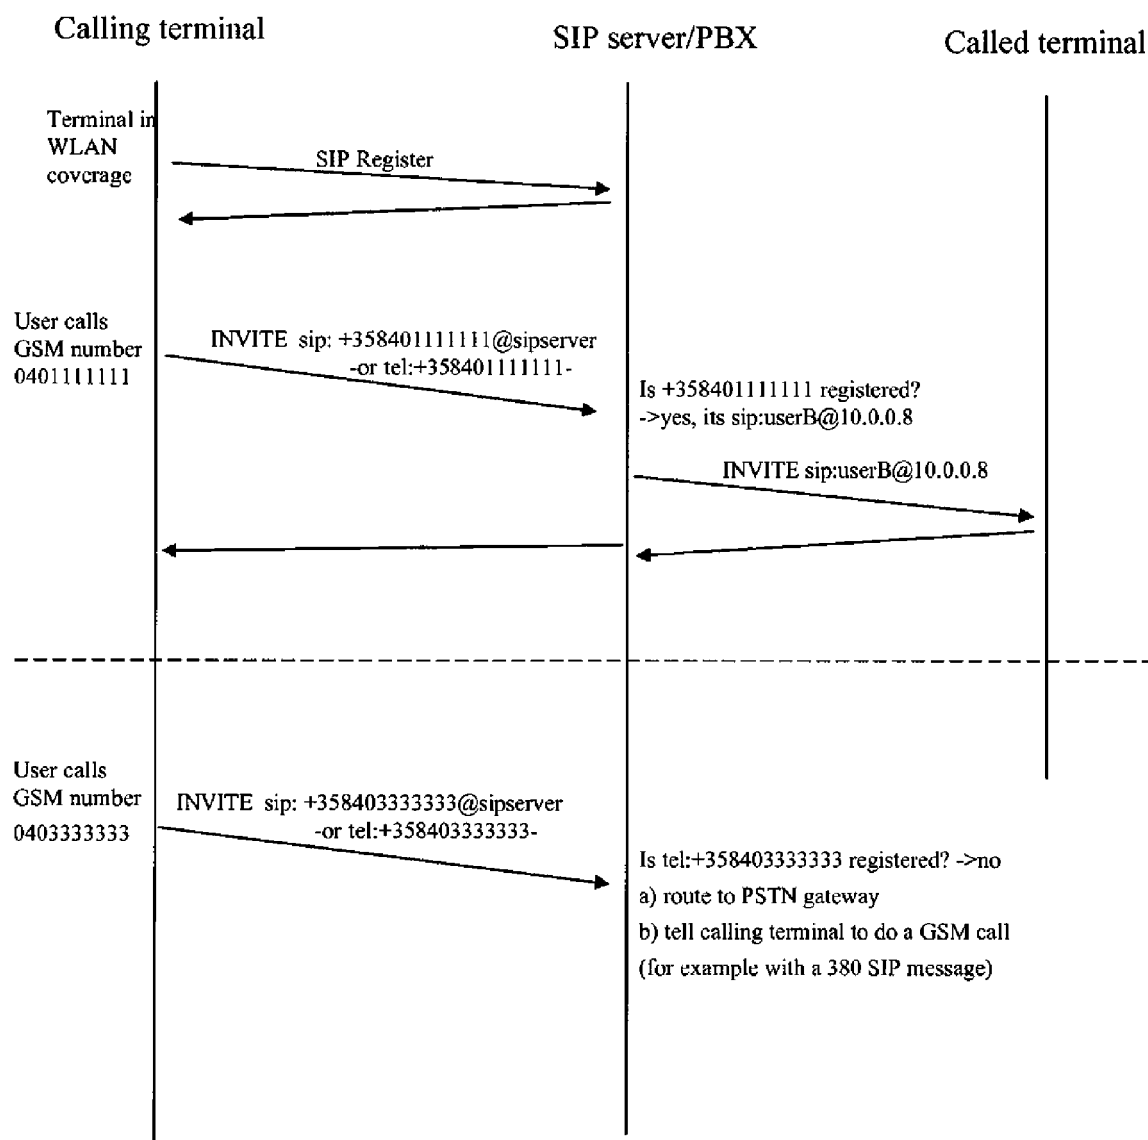 Calling terminal
SIP server/PBX
Called terminal
Terminal in
WLAN
coverage
SIP Register
User calls
GSM number
0401111111
INVITE sip: +358401111111@sipserver
-or tel:+358401111111-
Is +358401111111 registered?
->yes, its sip:userB@10.0.0.8
INVITE sip:userB@10.0.0.8
User calls
GSM number
0403333333
INVITE sip: +358403333333@sipserver
-or tel:+358403333333-
Is tel:+358403333333 registered? ->no
a) route to PSTN gateway
b) tell calling terminal to do a GSM call
(for example with a 380 SIP message)